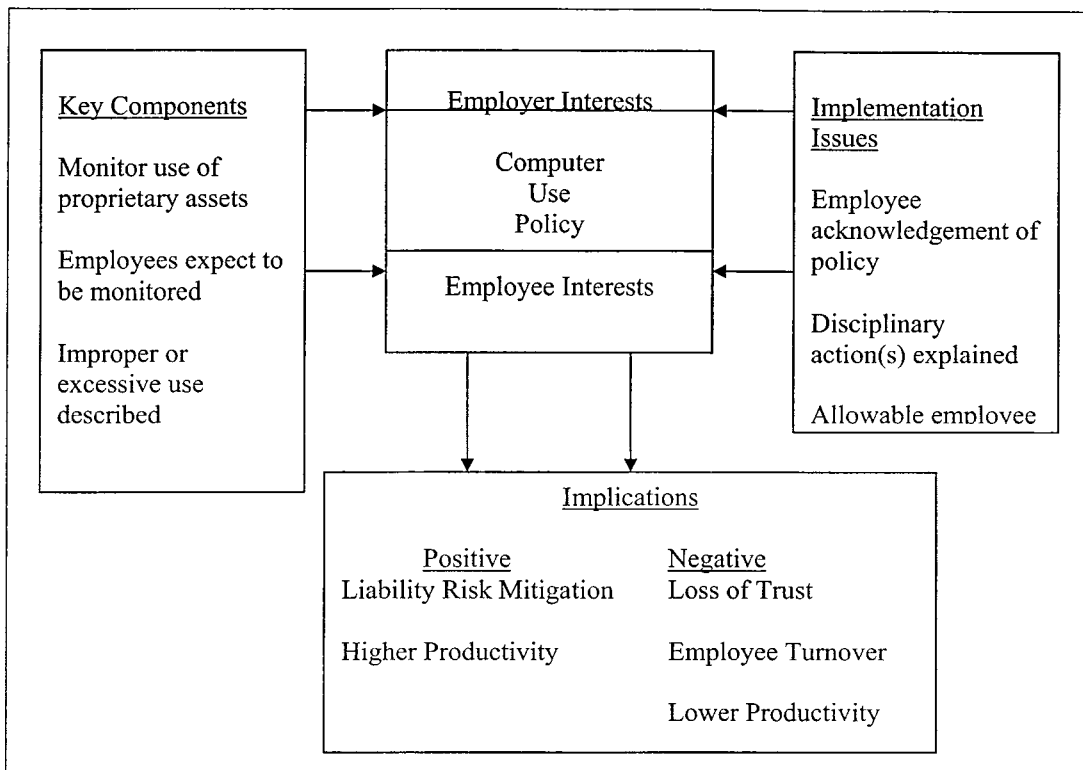 Key Components
Monitor use of
proprietary assets
Employees expect to
be monitored
Improper or
excessive use
described
Employer Interests
Computer
Use
Policy
Employee Interests
Implementation
Issues
Employee
acknowledgement of
policy
Disciplinary
action(s) explained
Allowable employee
Implications
Positive
Liability Risk Mitigation
Higher Productivity
Negative
Loss of Trust
Employee Turnover
Lower Productivity